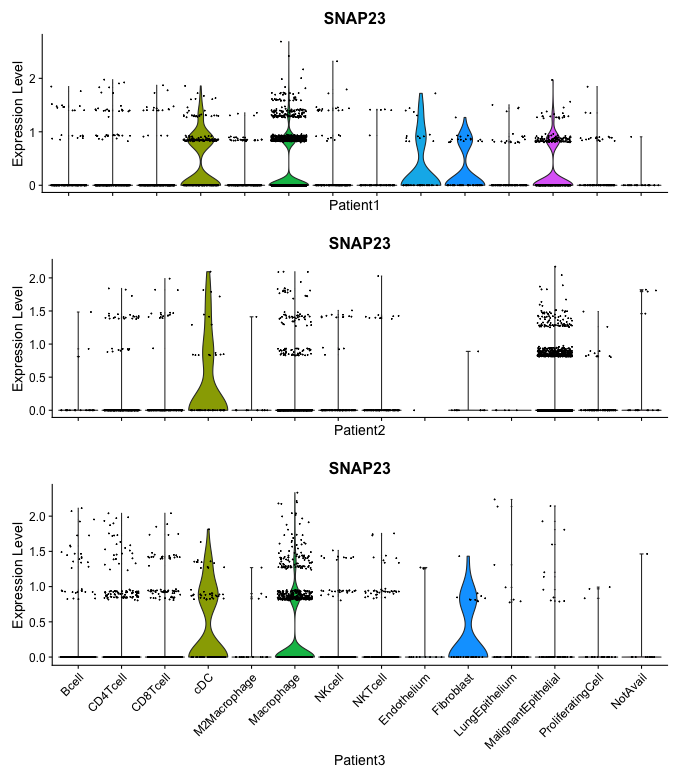 SNAP23
Expression Level
2
1
0
Patient1
SNAP23
Expression Level
2.0
1.5
1.0
0.5
0.0
Patient2
SNAP23
Expression Level
2.0
1.5
1.0
0.5
0.0
Bcell
CD4Tcell
CD8Tcell
cDC
M2Macrophage
Macrophage
NKcell
NKTcell
Endothelium
Fibroblast
LungEpithelium
MalignantEpithelial
ProliferatingCell
NotAvail
Patient3